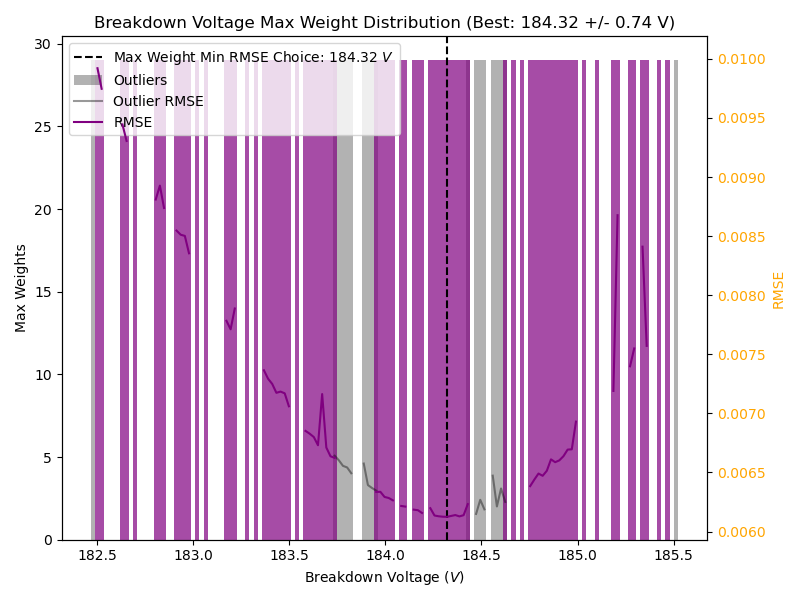 Breakdown Voltage Max Weight Distribution (Best: 184.32 +/- 0.74 V)
Max Weight Min RMSE Choice: 184.32 V
Outliers
Outlier RMSE
RMSE
Max Weights
30
25
20
15
10
5
0
0.0100
0.0095
0.0090
0.0085
0.0080
0.0075
0.0070
0.0065
0.0060
RMSE
182.5 183.0 183.5 184.0 184.5 185.0 185.5
Breakdown Voltage (V)